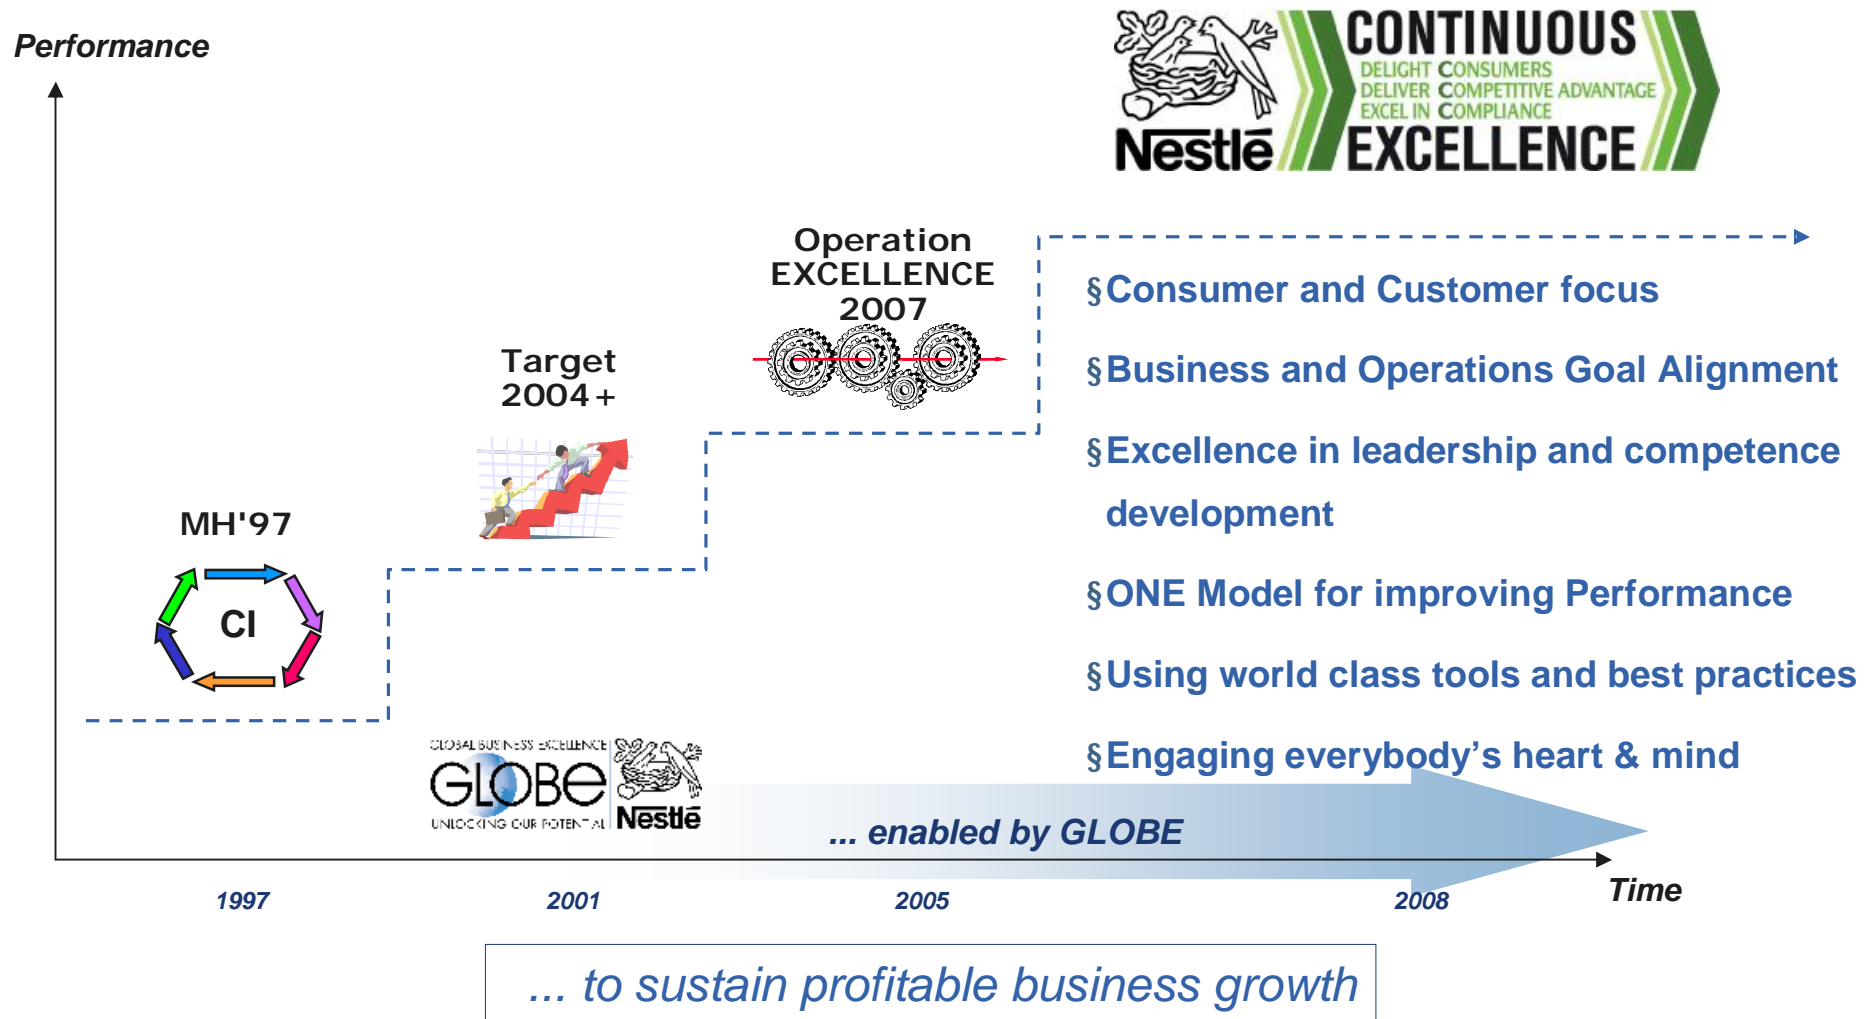 Performance
Nestlé
CONTINUOUS
DELIGHT CONSUMERS
DELIVER COMPETITIVE ADVANTAGE
EXCEL IN COMPLIANCE
EXCELLENCE
Operation
EXCELLENCE
2007
Target
2004+
MH'97
CI
§Consumer and Customer focus
§Business and Operations Goal Alignment
§Excellence in leadership and competence
development
§ONE Model for improving Performance
§Using world class tools and best practices
§Engaging everybody’s heart & mind
GLOBAL BUSINESS EXCELLENCE
GLOBE
UNLOCKING OUR POTENTIAL
Nestlé
... enabled by GLOBE
Time
1997
2001
2005
2008
... to sustain profitable business growth